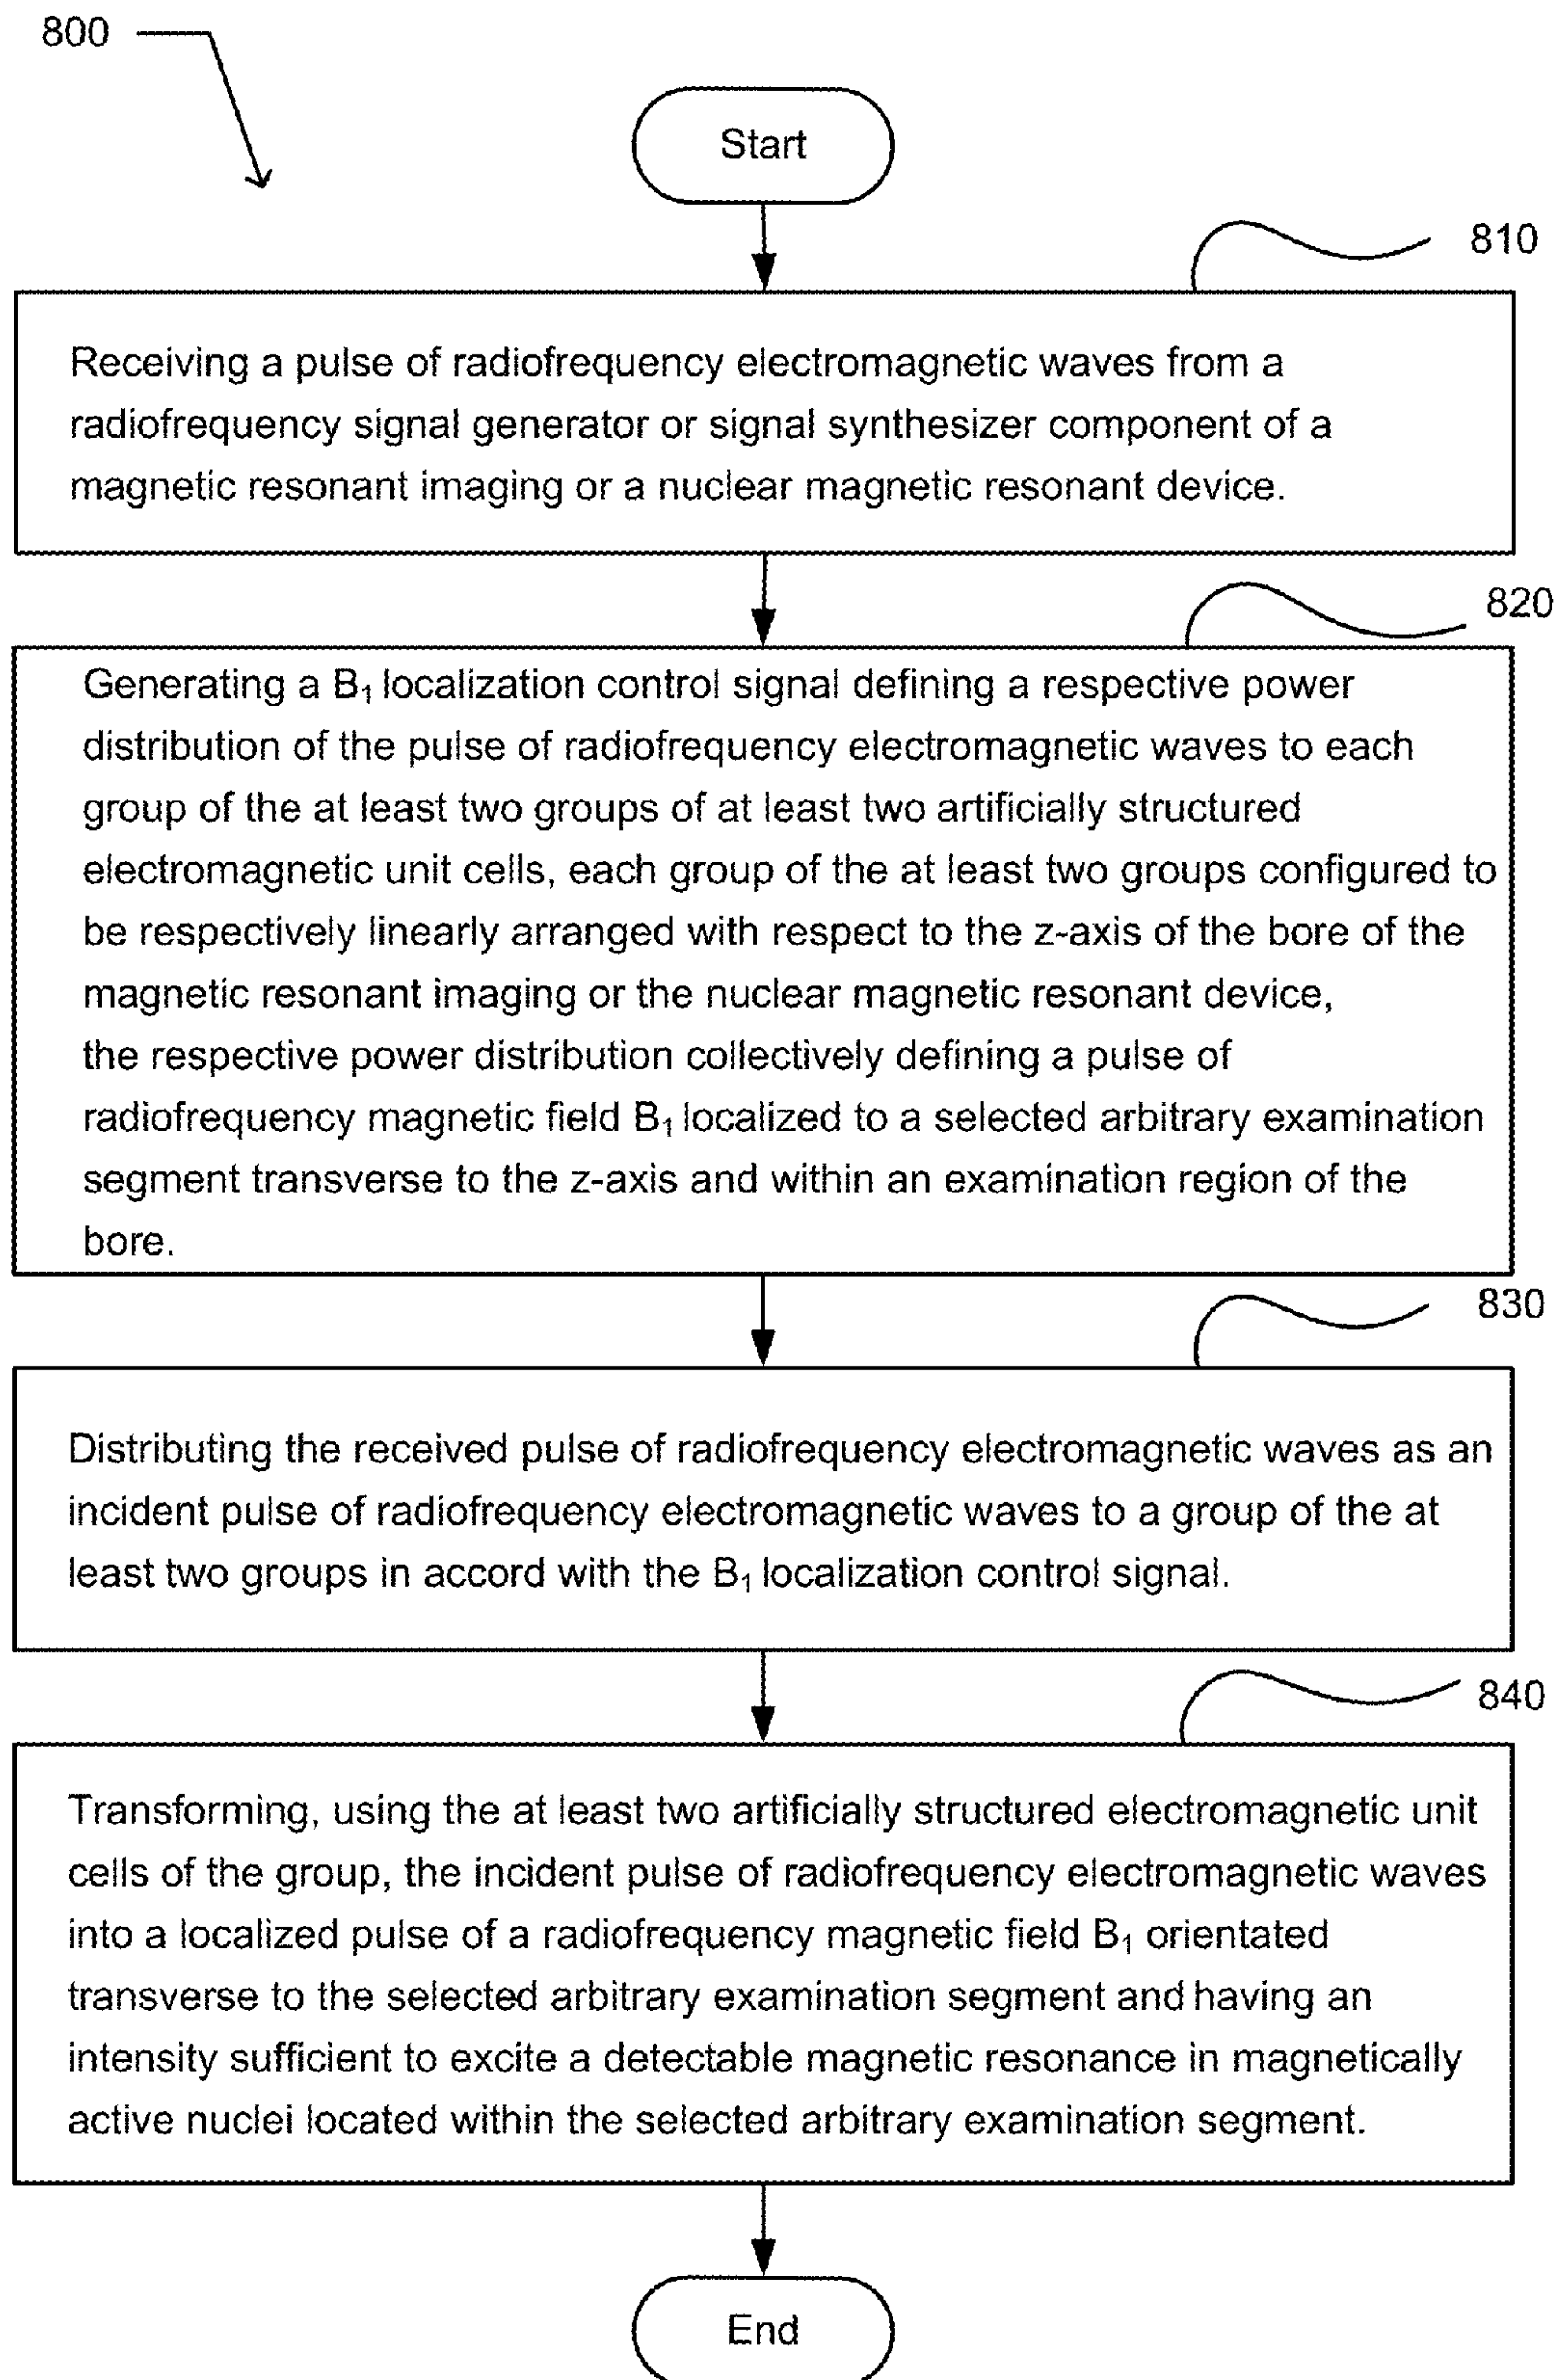 800
Start
810
Receiving a pulse of radiofrequency electromagnetic waves from a
radiofrequency signal generator or signal synthesizer component of a
magnetic resonant imaging or a nuclear magnetic resonant device.
820
Generating a B₁ localization control signal defining a respective power
distribution of the pulse of radiofrequency electromagnetic waves to each
group of the at least two groups of at least two artificially structured
electromagnetic unit cells, each group of the at least two groups configured to
be respectively linearly arranged with respect to the z-axis of the bore of the
magnetic resonant imaging or the nuclear magnetic resonant device,
the respective power distribution collectively defining a pulse of
radiofrequency magnetic field B₁ localized to a selected arbitrary examination
segment transverse to the z-axis and within an examination region of the
bore.
830
Distributing the received pulse of radiofrequency electromagnetic waves as an
incident pulse of radiofrequency electromagnetic waves to a group of the at
least two groups in accord with the B₁ localization control signal.
840
Transforming, using the at least two artificially structured electromagnetic unit
cells of the group, the incident pulse of radiofrequency electromagnetic waves
into a localized pulse of a radiofrequency magnetic field B₁ orientated
transverse to the selected arbitrary examination segment and having an
intensity sufficient to excite a detectable magnetic resonance in magnetically
active nuclei located within the selected arbitrary examination segment.
End